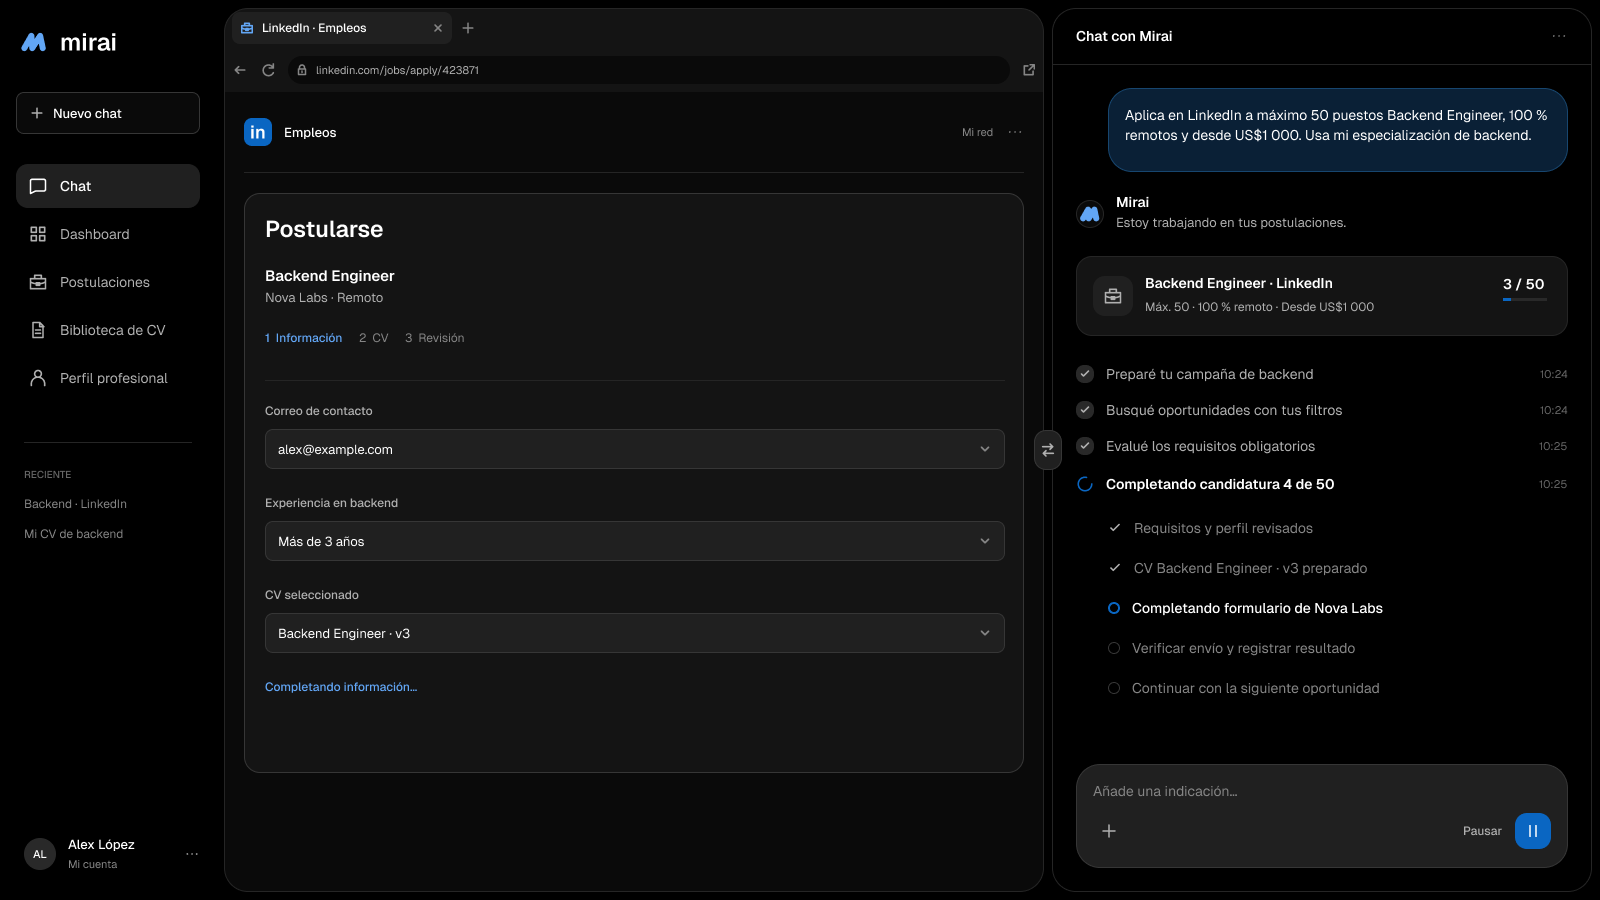 mirai
Nuevo chat
Chat
Dashboard
Postulaciones
Biblioteca de CV
Perfil profesional
RECIENTE
Backend · LinkedIn
Mi CV de backend
AL
Alex López
Mi cuenta
LinkedIn · Empleos
linkedin.com/jobs/apply/423871
in
Empleos
Mi red
Postularse
Backend Engineer
Nova Labs · Remoto
1 Información 2 CV 3 Revisión
Correo de contacto
alex@example.com
Experiencia en backend
Más de 3 años
CV seleccionado
Backend Engineer · v3
Completando información...
Chat con Mirai
Aplica en LinkedIn a máximo 50 puestos Backend Engineer, 100 %
remotos y desde US$1 000. Usa mi especialización de backend.
Mirai
Estoy trabajando en tus postulaciones.
Backend Engineer · LinkedIn
3 / 50
Máx. 50 · 100 % remoto · Desde US$1 000
Preparé tu campaña de backend 10:24
Busqué oportunidades con tus filtros 10:24
Evalué los requisitos obligatorios 10:25
Completando candidatura 4 de 50 10:25
Requisitos y perfil revisados
CV Backend Engineer · v3 preparado
Completando formulario de Nova Labs
Verificar envío y registrar resultado
Continuar con la siguiente oportunidad
Añade una indicación...
Pausar